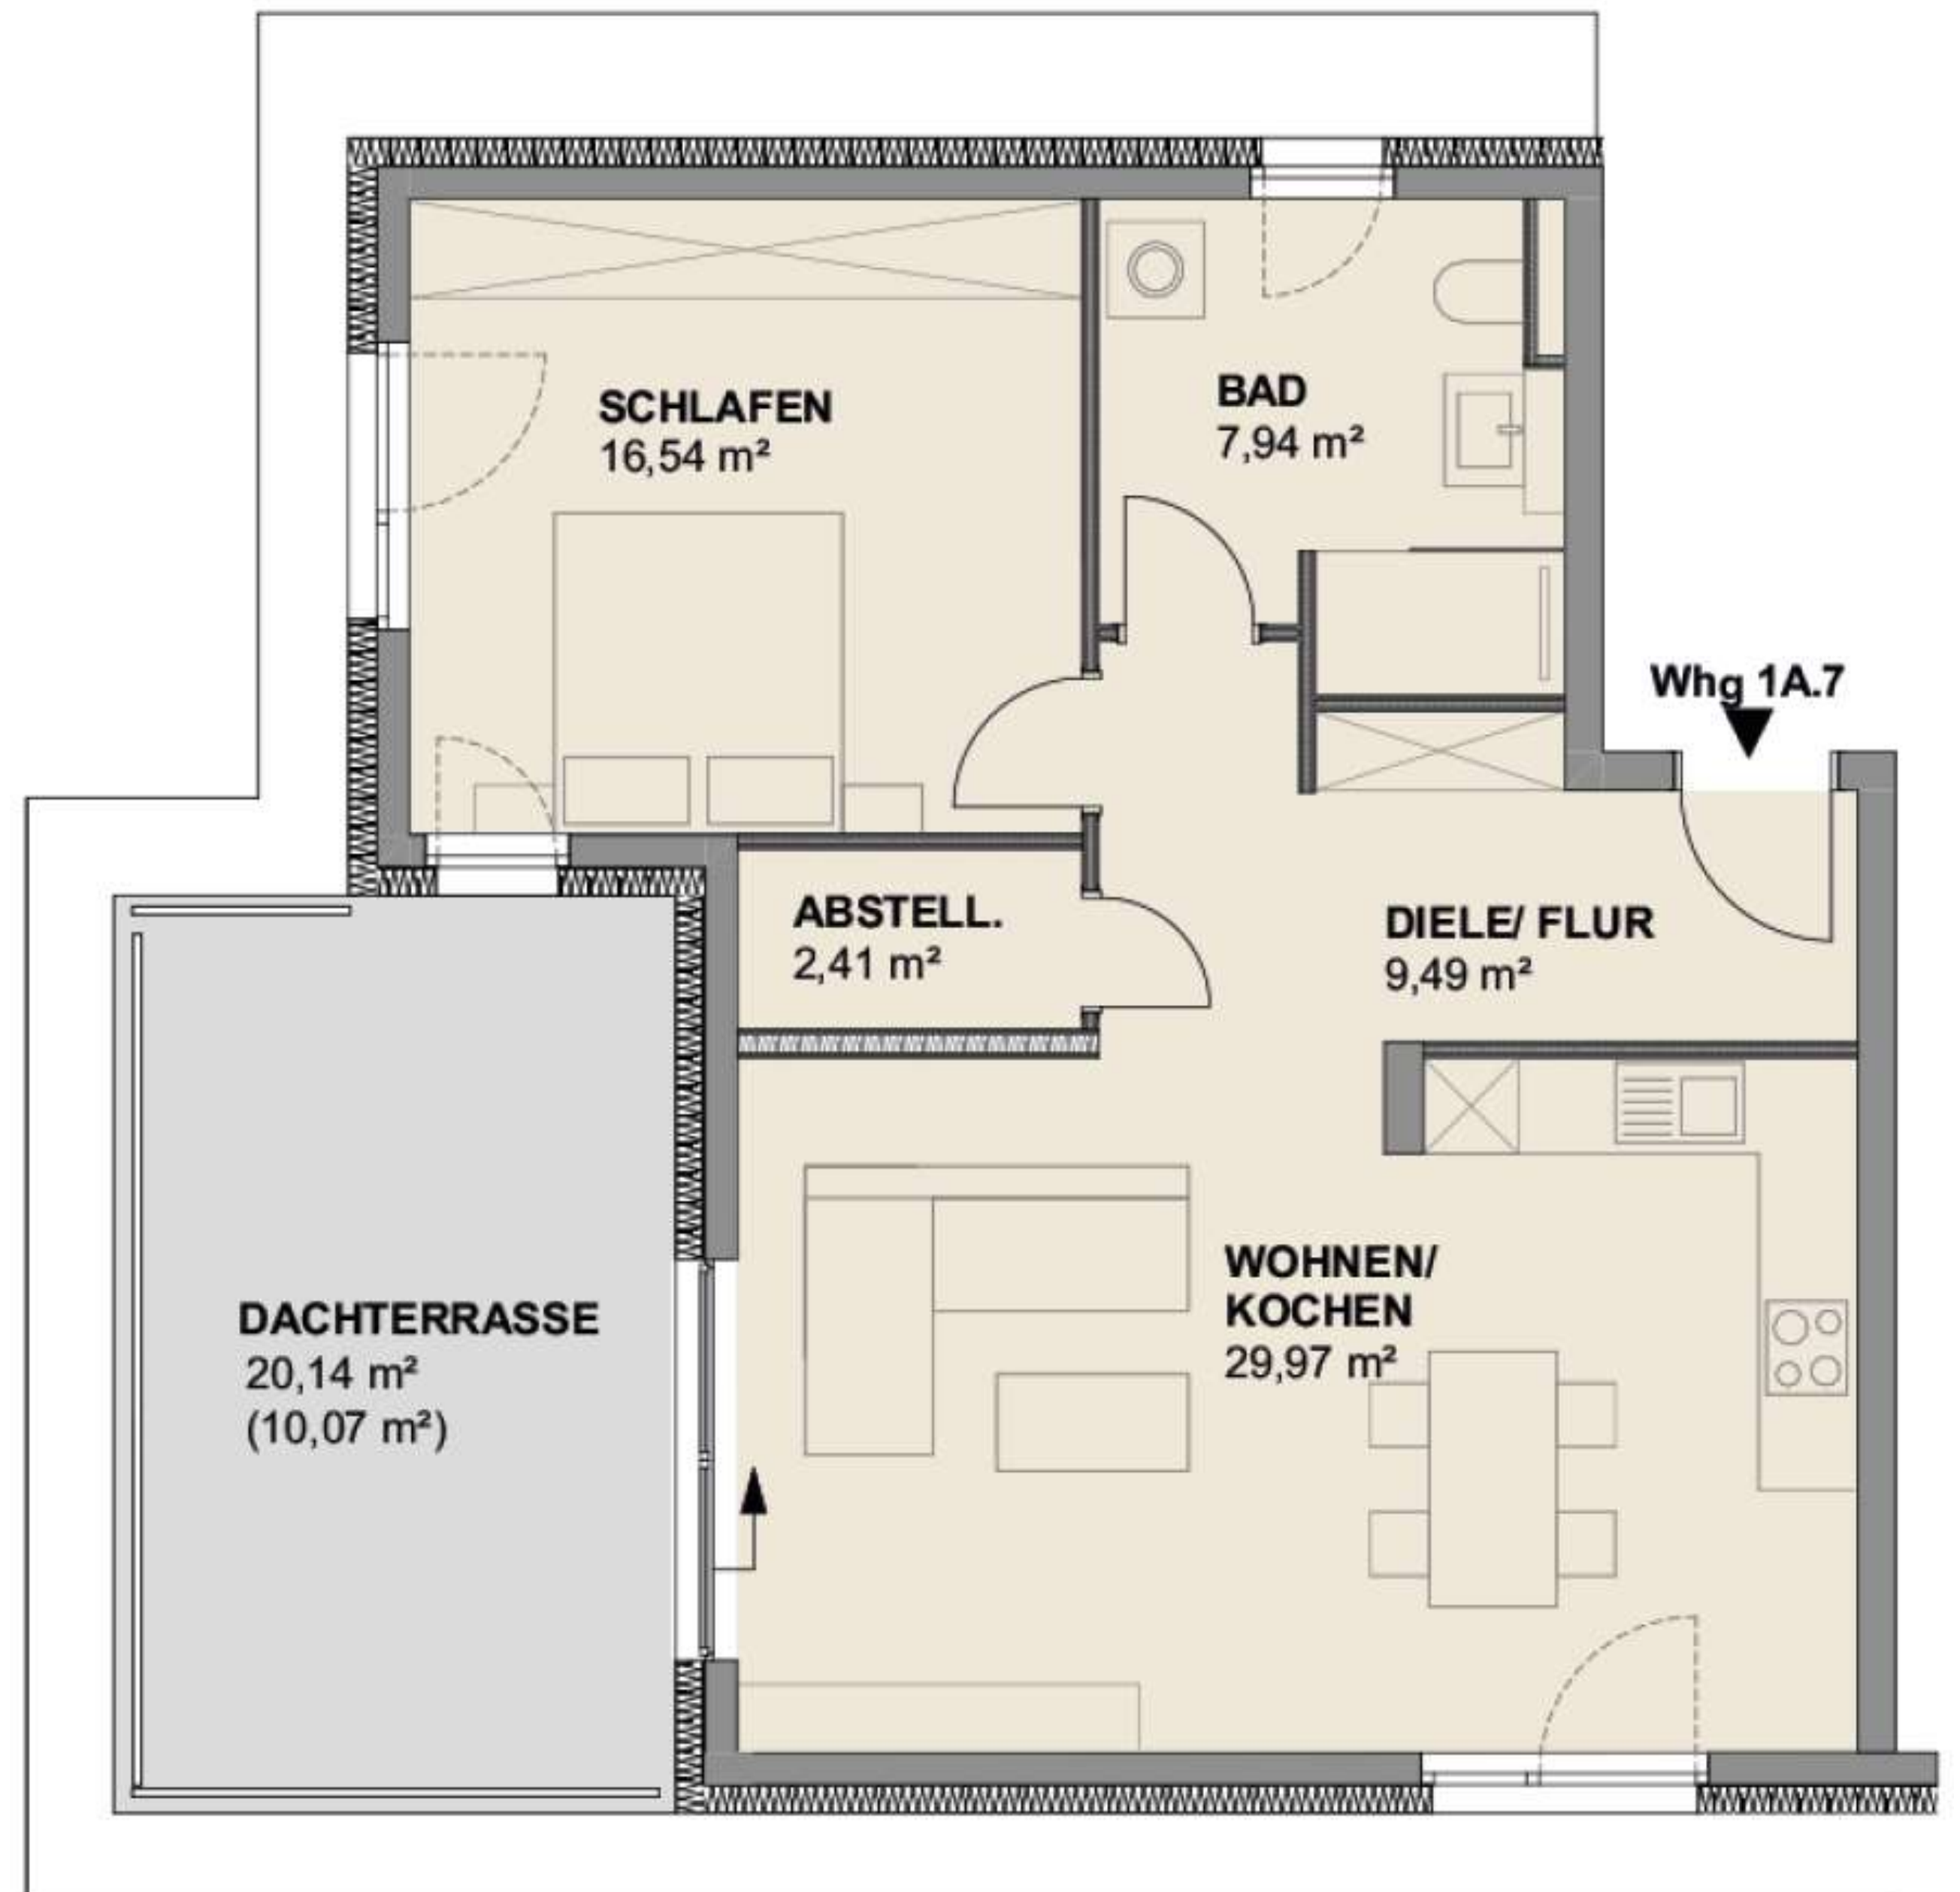 SCHLAFEN
16,54 m²
BAD
7,94 m²
Whg 1A.7
ABSTELL.
2,41 m²
DIELE/ FLUR
9,49 m²
DACHTERRASSE
20,14 m²
(10,07 m²)
WOHNEN/
KOCHEN
29,97 m²